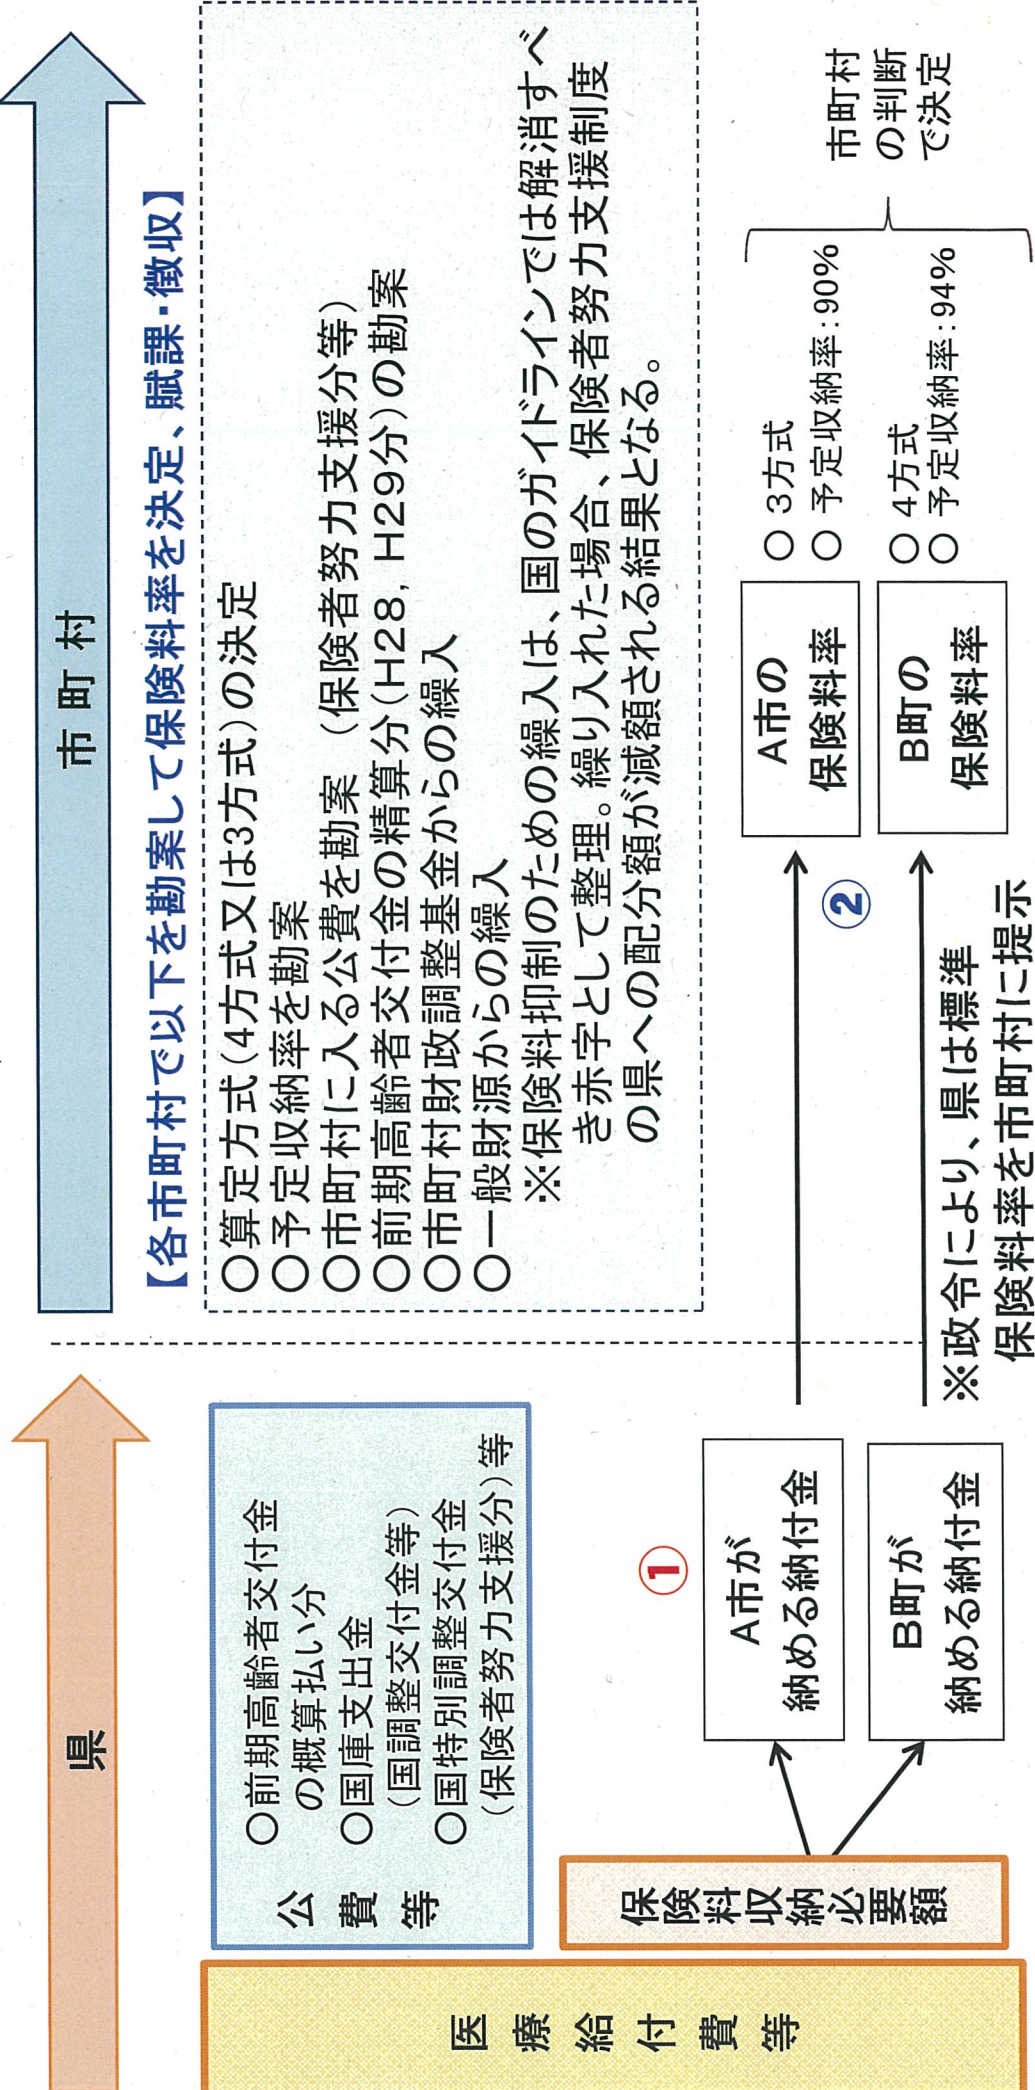 県
医療給付費等
公費等
○前期高齢者交付金
の概算払い分
○国庫支出金
(国調整交付金等)
○国特別調整交付金
(保険者努力支援分)等
保険料収納必要額
①
A市が
納める納付金
B町が
納める納付金
市町村
【各市町村で以下を勘案して保険料率を決定、賦課・徴収】
○算定方式(4方式又は3方式)の決定
○予定収納率を勘案
○市町村に入る公費を勘案 (保険者努力支援分等)
○前期高齢者交付金の精算分(H28, H29分)の勘案
○市町村財政調整基金からの繰入
○一般財源からの繰入
※保険料抑制のための繰入は、国のガイドラインでは解消すべ
き赤字として整理。繰り入れた場合、保険者努力支援制度
の県への配分額が減額される結果となる。
②
※政令により、県は標準
保険料率を市町村に提示
A市の
保険料率
○ 3方式
○ 予定収納率:90%
B町の
保険料率
○ 4方式
○ 予定収納率:94%
市町村
の判断
で決定